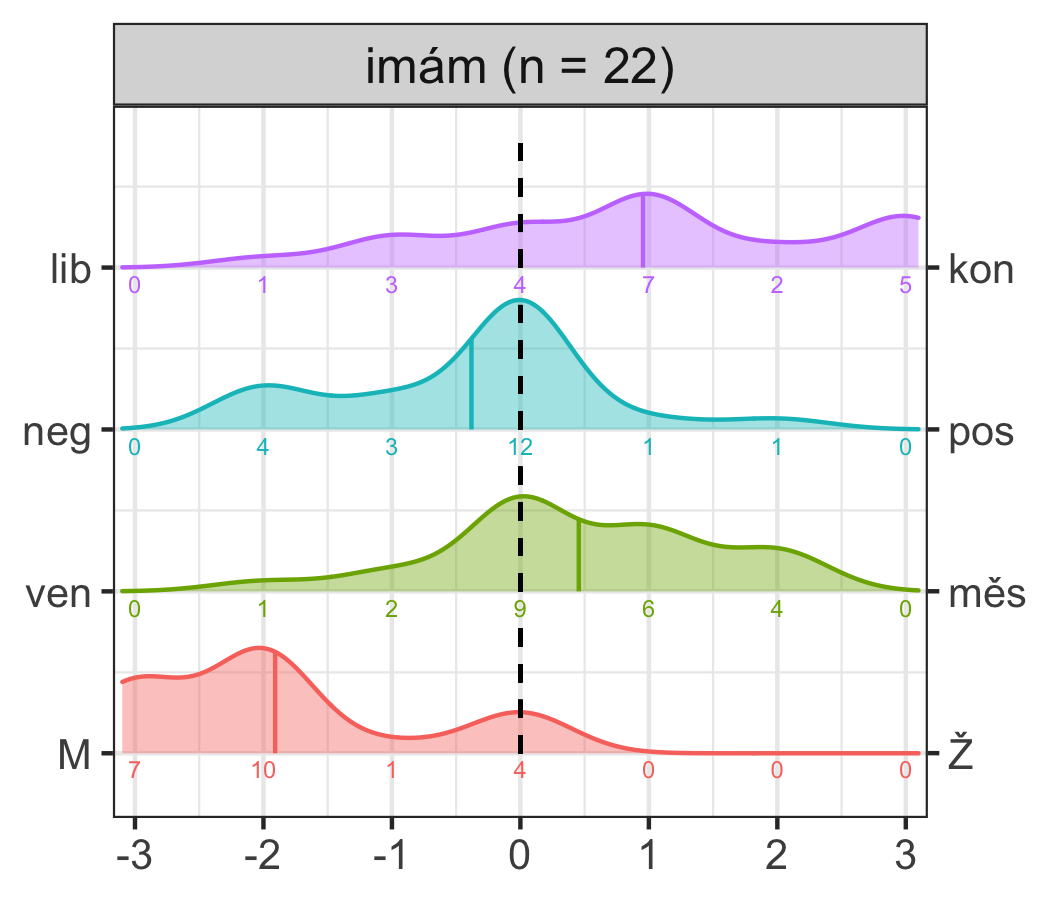 imám (n = 22)
lib kon
0 1 3 4 7 2 5
neg pos
0 4 3 12 1 1 0
ven měs
0 1 2 9 6 4 0
M Ž
7 10 1 4 0 0 0
-3 -2 -1 0 1 2 3